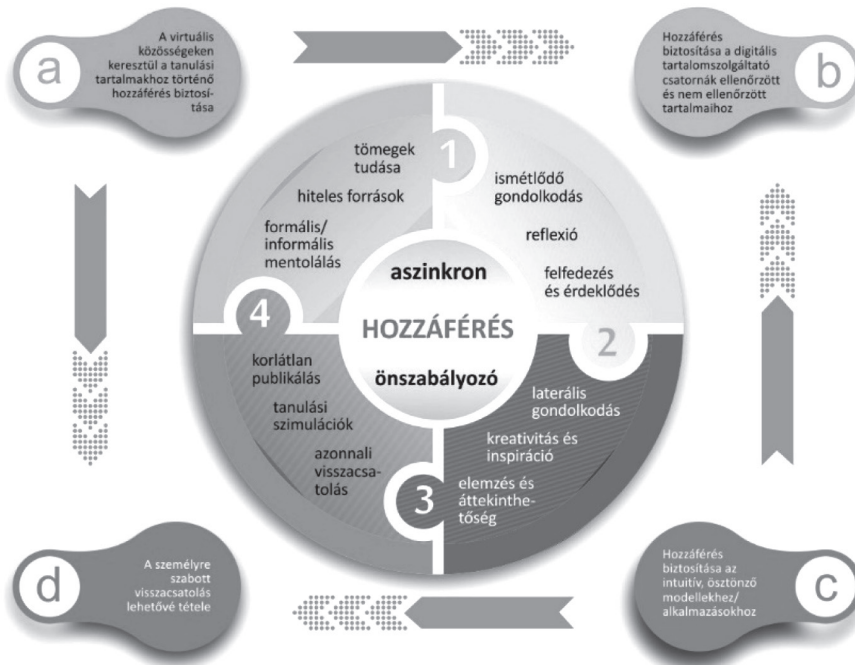 a
A virtuális
közösségeken
keresztül a tanulási
tartalmakhoz történő
hozzáférés biztosí-
tása
Hozzáférés
biztosítása a digitális
tartalomszolgáltató
csatornák ellenőrzött
és nem ellenőrzött
tartalmaihoz
b
1
tömegek
tudása
hiteles források
formális/
informális
mentolálás
ismétlődő
gondolkodás
reflexió
felfedezés
és érdeklődés
aszinkron
HOZZÁFÉRÉS
önszabályozó
4
2
korlátlan
publikálás
tanulási
szimulációk
azonnali
visszacsa-
tolás
laterális
gondolkodás
kreativitás és
inspiráció
elemzés és
áttekinthe-
tőség
3
d
A személyre
szabott
visszacsatolás
lehetővé tétele
Hozzáférés
biztosítása az
intuitív, ösztönző
modellekhez/
alkalmazásokhoz
c